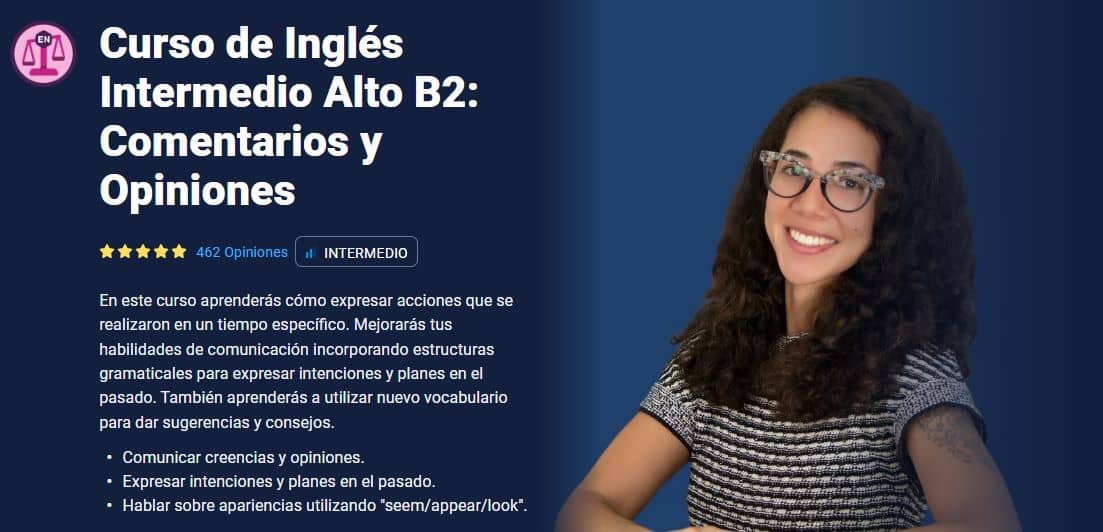 EN
Curso de Inglés
Intermedio Alto B2:
Comentarios y
Opiniones
462 Opiniones
INTERMEDIO
En este curso aprenderás cómo expresar acciones que se
realizaron en un tiempo específico. Mejorarás tus
habilidades de comunicación incorporando estructuras
gramaticales para expresar intenciones y planes en el
pasado. También aprenderás a utilizar nuevo vocabulario
para dar sugerencias y consejos.
• Comunicar creencias y opiniones.
• Expresar intenciones y planes en el pasado.
• Hablar sobre apariencias utilizando "seem/appear/look".